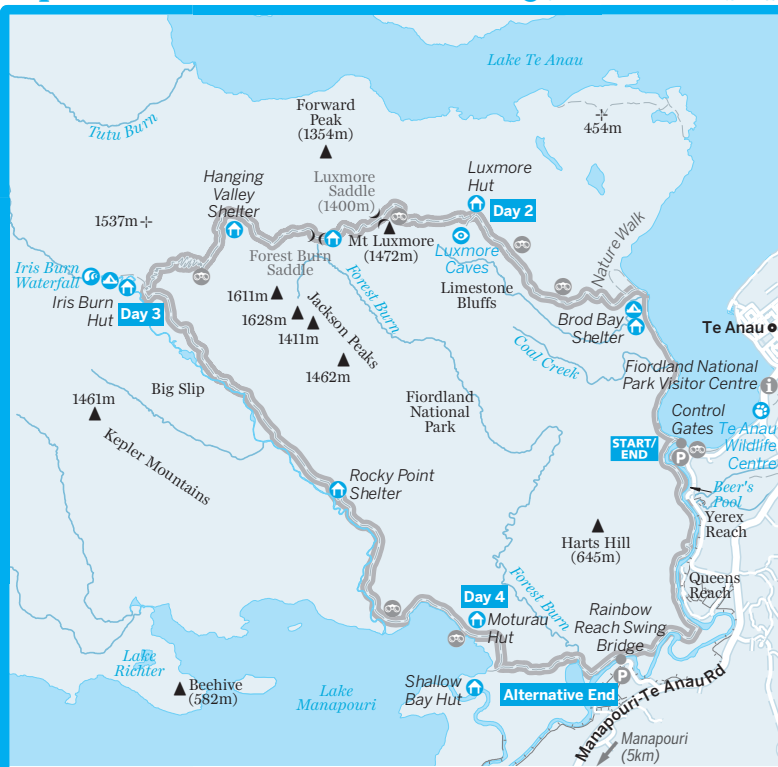 Lake Te Anau
Tutu Burn
Forward
Peak
(1354m)
454m
Hanging
Valley
Shelter
Luxmore
Saddle
(1400m)
Luxmore
Hut
Day 2
1537m
Mt Luxmore
(1472m)
Luxmore
Caves
Nature Walk
Forest Burn
Saddle
Forest Burn
Limestone
Bluffs
Iris Burn
Waterfall
Iris Burn
Hut
Day 3
1611m
1628m
1411m
Jackson Peaks
1462m
Brod Bay
Shelter
Te Anau
Coal Creek
Fiordland National
Park Visitor Centre
Big Slip
1461m
Kepler Mountains
Fiordland
National
Park
Control
Gates
Te Anau
Wildlife
Centre
START/
END
P
Rocky Point
Shelter
Beer's
Pool
Yerex
Reach
Harts Hill
(645m)
Queens
Reach
Forest Burn
Day 4
Moturau
Hut
Rainbow
Reach Swing
Bridge
P
Lake
Richter
Beehive
(582m)
Lake
Manapouri
Shallow
Bay Hut
Alternative End
Manapouri-Te Anau Rd
Manapouri
(5km)